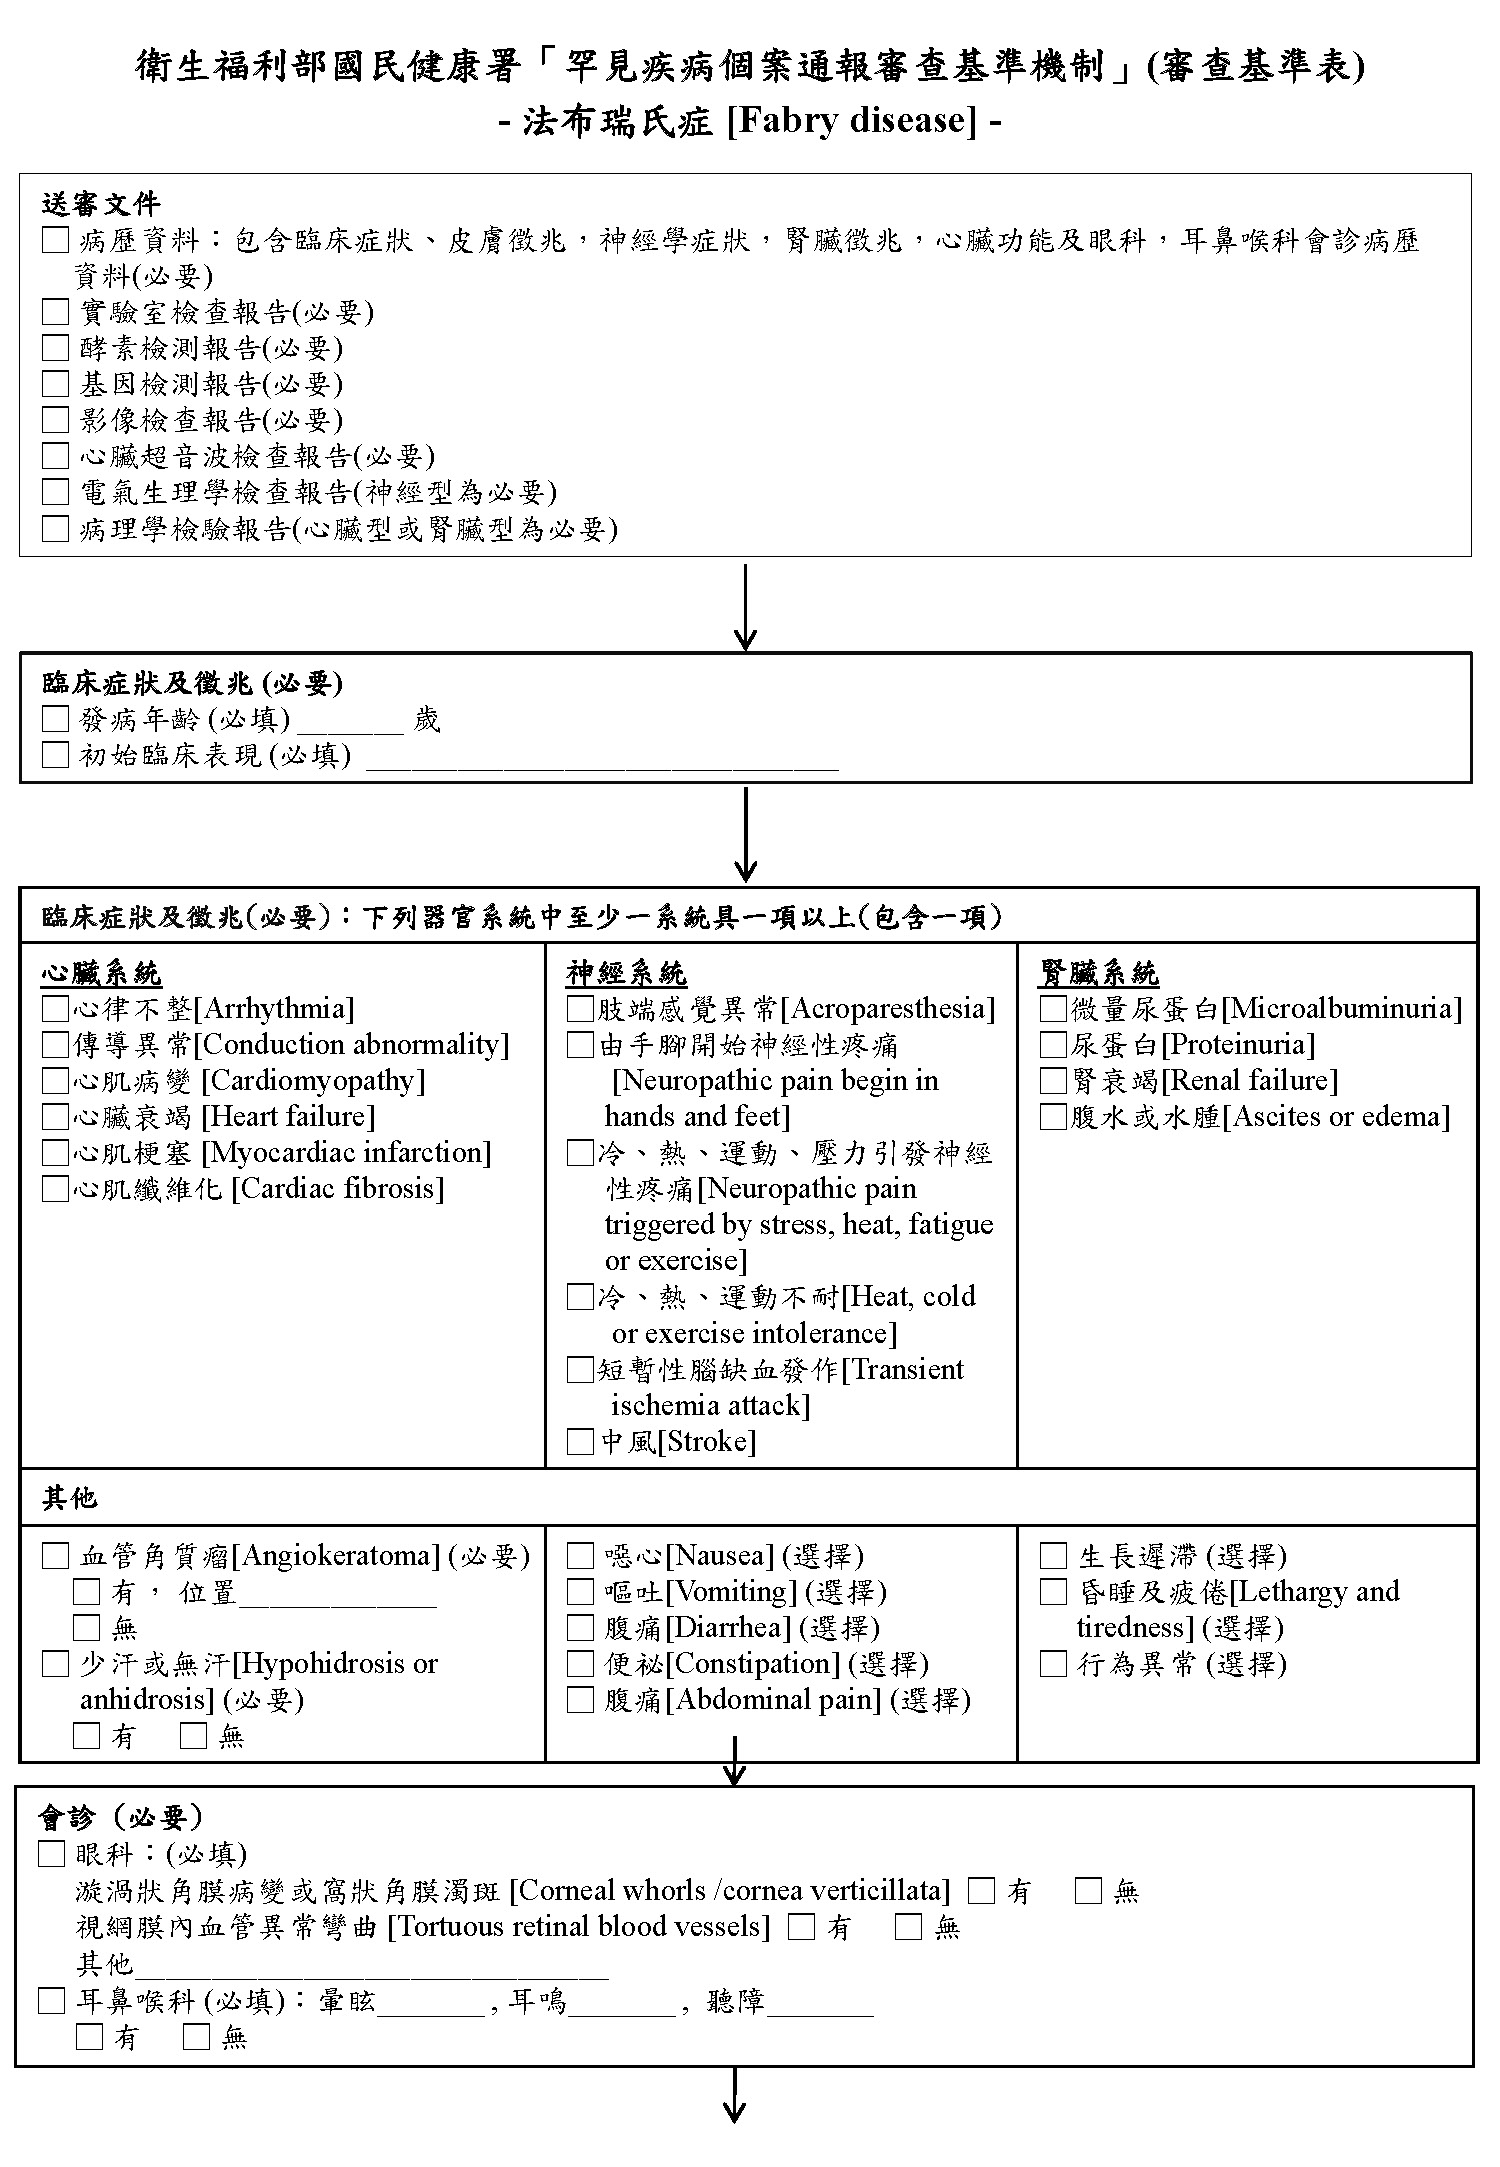 衛生福利部國民健康署「罕見疾病個案通報審查基準機制」(審查基準表)
- 法布瑞氏症 [Fabry disease] -
送審文件
□ 病歷資料：包含臨床症狀、皮膚徵兆，神經學症狀，腎臟徵兆，心臟功能及眼科，耳鼻喉科會診病歷
資料(必要)
□ 實驗室檢查報告(必要)
□ 酵素檢測報告(必要)
□ 基因檢測報告(必要)
□ 影像檢查報告(必要)
□ 心臟超音波檢查報告(必要)
□ 電氣生理學檢查報告(神經型為必要)
□ 病理學檢驗報告(心臟型或腎臟型為必要)
臨床症狀及徵兆 (必要)
□ 發病年齡 (必填) _______ 歲
□ 初始臨床表現 (必填) _______________________________
臨床症狀及徵兆(必要)：下列器官系統中至少一系統具一項以上(包含一項)
心臟系統
□心律不整[Arrhythmia]
□傳導異常[Conduction abnormality]
□心肌病變 [Cardiomyopathy]
□心臟衰竭 [Heart failure]
□心肌梗塞 [Myocardiac infarction]
□心肌纖維化 [Cardiac fibrosis]
神經系統
□肢端感覺異常[Acroparesthesia]
□由手腳開始神經性疼痛
[Neuropathic pain begin in
hands and feet]
□冷、熱、運動、壓力引發神經
性疼痛[Neuropathic pain
triggered by stress, heat, fatigue
or exercise]
□冷、熱、運動不耐[Heat, cold
or exercise intolerance]
□短暫性腦缺血發作[Transient
ischemia attack]
□中風[Stroke]
腎臟系統
□微量尿蛋白[Microalbuminuria]
□尿蛋白[Proteinuria]
□腎衰竭[Renal failure]
□腹水或水腫[Ascites or edema]
其他
□ 血管角質瘤[Angiokeratoma] (必要)
□ 有， 位置_____________
□ 無
□ 少汗或無汗[Hypohidrosis or
anhidrosis] (必要)
□ 有 □ 無
□ 噁心[Nausea] (選擇)
□ 嘔吐[Vomiting] (選擇)
□ 腹痛[Diarrhea] (選擇)
□ 便祕[Constipation] (選擇)
□ 腹痛[Abdominal pain] (選擇)
□ 生長遲滯 (選擇)
□ 昏睡及疲倦[Lethargy and
tiredness] (選擇)
□ 行為異常 (選擇)
會診 (必要)
□ 眼科：(必填)
漩渦狀角膜病變或窩狀角膜濁斑 [Corneal whorls /cornea verticillata] □ 有 □ 無
視網膜內血管異常彎曲 [Tortuous retinal blood vessels] □ 有 □ 無
其他_______________________________
□ 耳鼻喉科 (必填)：暈眩_______, 耳鳴_______, 聽障_______
□ 有 □ 無